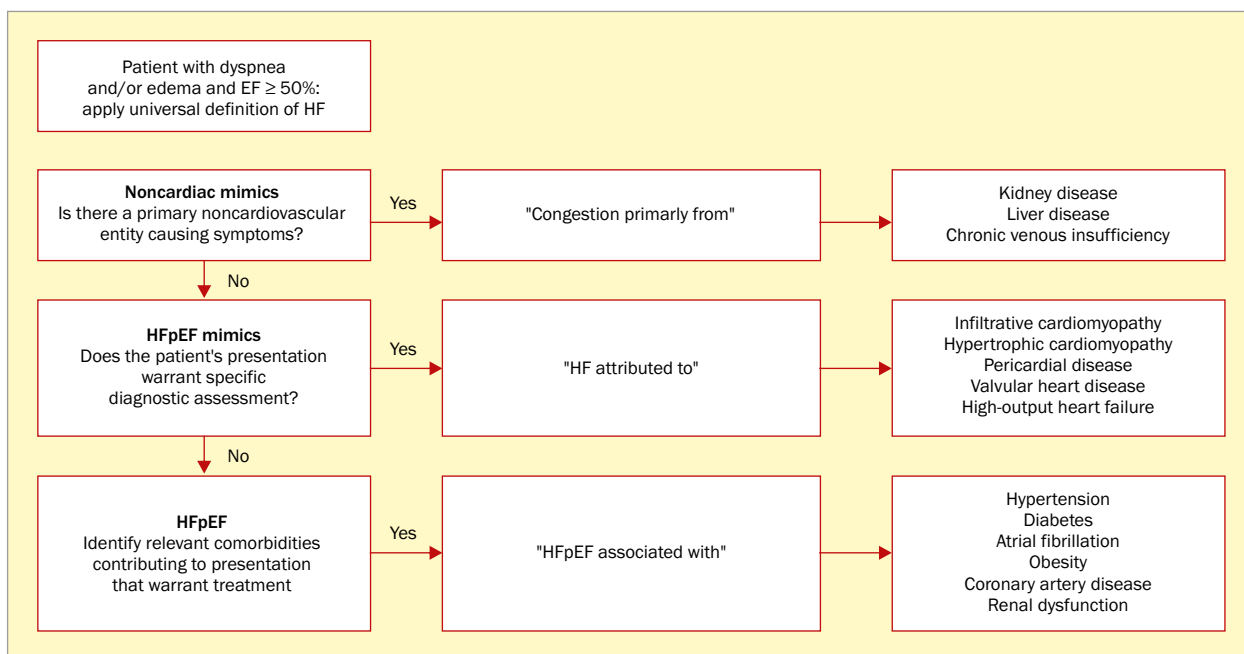 Patient with dyspnea
and/or edema and EF ≥ 50%:
apply universal definition of HF
Noncardiac mimics
Is there a primary noncardiovascular
entity causing symptoms?
Yes
"Congestion primarly from"
Kidney disease
Liver disease
Chronic venous insufficiency
No
HFpEF mimics
Does the patient's presentation
warrant specific
diagnostic assessment?
Yes
"HF attributed to"
Infiltrative cardiomyopathy
Hypertrophic cardiomyopathy
Pericardial disease
Valvular heart disease
High-output heart failure
No
HFpEF
Identify relevant comorbidities
contributing to presentation
that warrant treatment
Yes
"HFpEF associated with"
Hypertension
Diabetes
Atrial fibrillation
Obesity
Coronary artery disease
Renal dysfunction